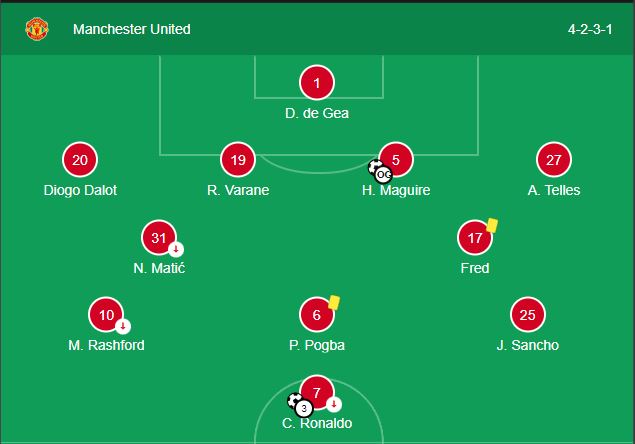 Manchester United 4-2-3-1
1
D. de Gea
20 19 5 27
OG
Diogo Dalot R. Varane H. Maguire A. Telles
31 17
N. Matić Fred
10 6 25
M. Rashford P. Pogba J. Sancho
7
3
C. Ronaldo